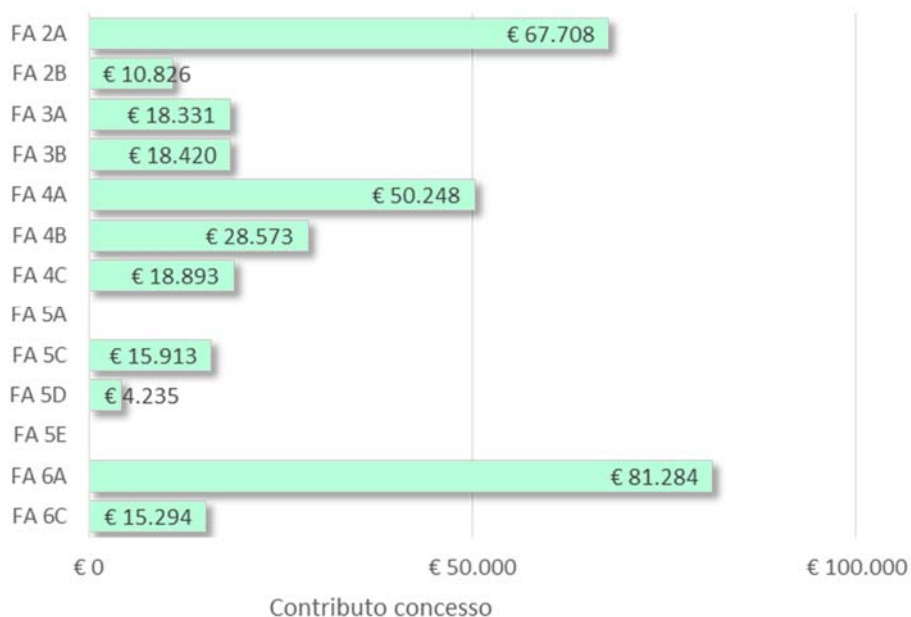 FA 2A € 67.708
FA 2B € 10.826
FA 3A € 18.331
FA 3B € 18.420
FA 4A € 50.248
FA 4B € 28.573
FA 4C € 18.893
FA 5A
FA 5C € 15.913
FA 5D € 4.235
FA 5E
FA 6A € 81.284
FA 6C € 15.294
€ 0 € 50.000 € 100.000
Contributo concesso